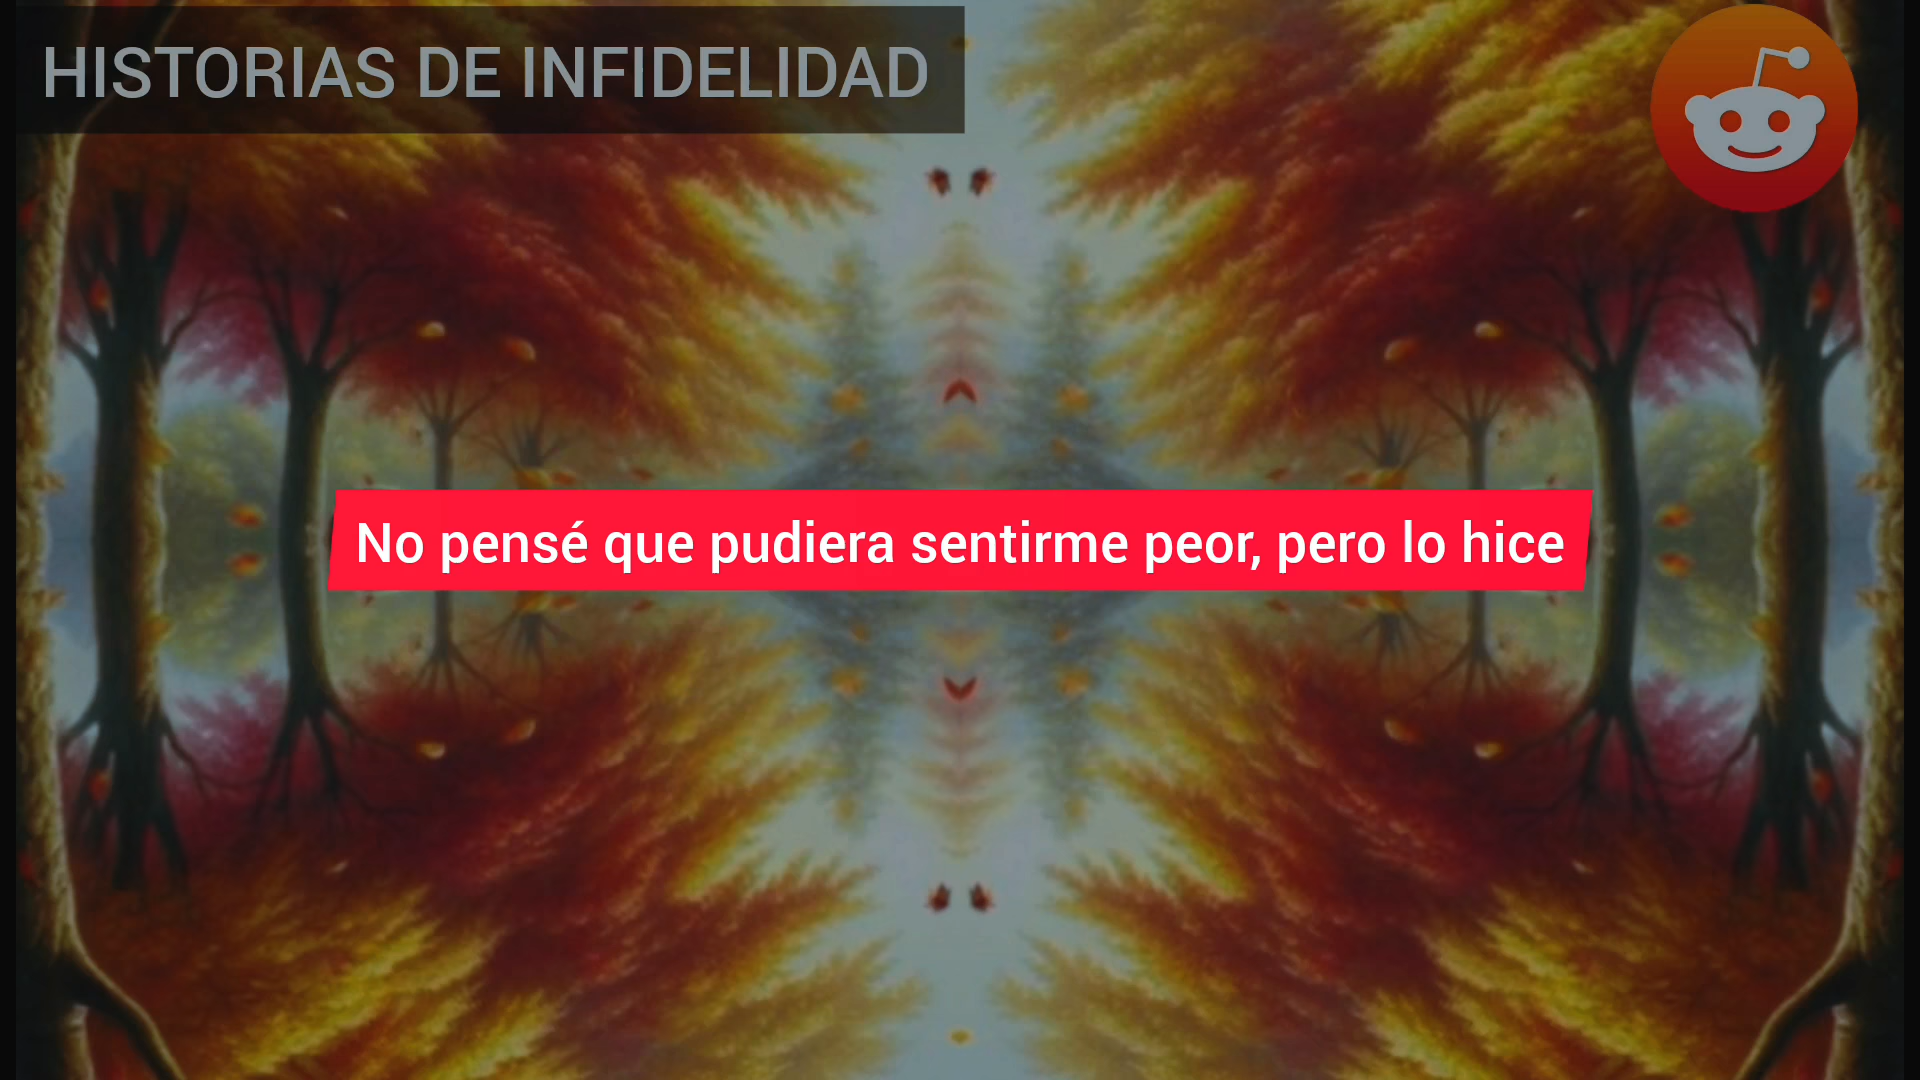 HISTORIAS DE INFIDELIDAD
No pensé que pudiera sentirme peor, pero lo hice